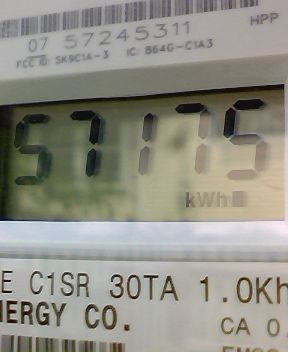 HPP
07 57245311
FCC ID: SK9C1A-3 IC: 864G-C1A3
57175
kWh
E C1SR 30TA 1.0Kh
NERGY CO.
CA 0.